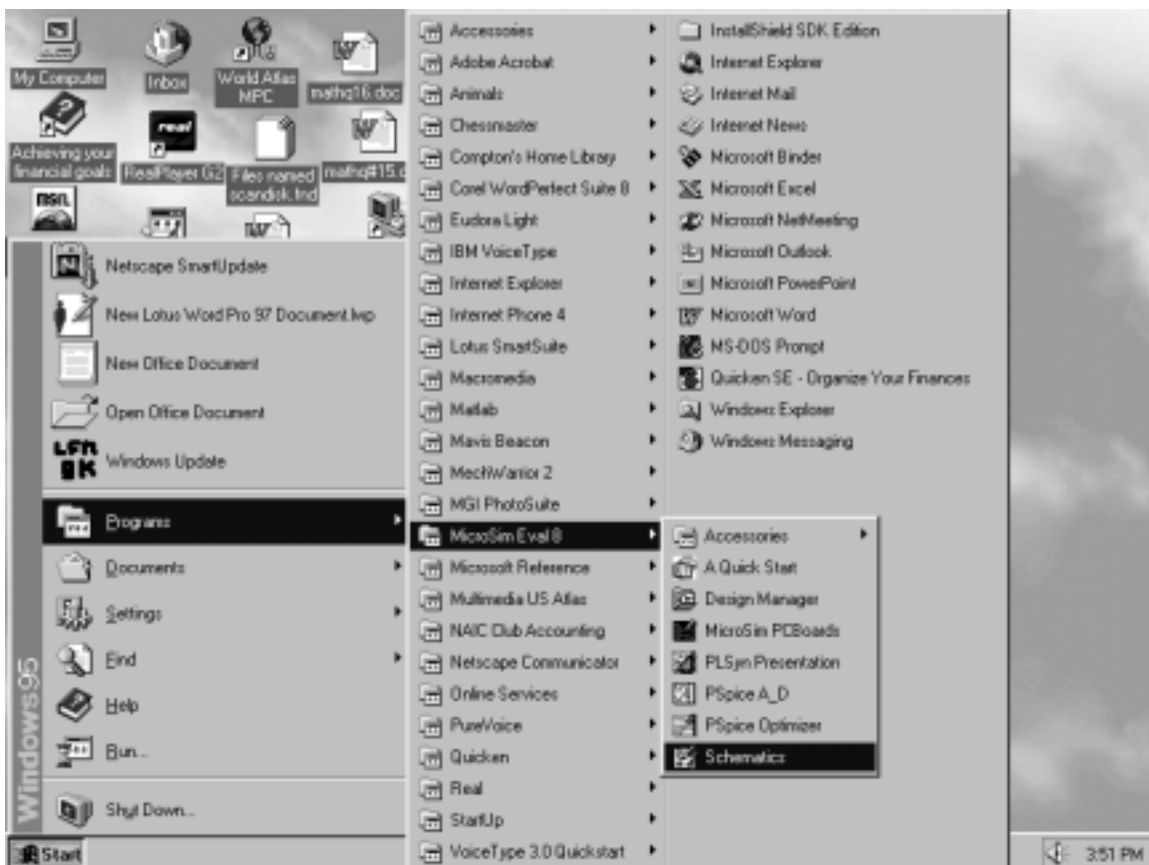 My Computer
Inbox
World Atlas
MPC
mathq16.doc
Achieving your
financial goals
real
RealPlayer G2
Files named
scandisk.fnd
mathq#15.d
msn.
Netscape SmartUpdate
New Lotus Word Pro 97 Document.lwp
New Office Document
Open Office Document
Windows Update
Programs
Documents
Settings
Find
Help
Run...
Shut Down...
Windows95
Start
Accessories
Adobe Acrobat
Animals
Chessmaster
Compton's Home Library
Corel WordPerfect Suite 8
Eudora Light
IBM VoiceType
Internet Explorer
Internet Phone 4
Lotus SmartSuite
Macromedia
Matlab
Mavis Beacon
MechWarrior 2
MGI PhotoSuite
MicroSim Eval 8
Microsoft Reference
Multimedia US Atlas
NAIC Club Accounting
Netscape Communicator
Online Services
PureVoice
Quicken
Real
StartUp
VoiceType 3.0 Quickstart
InstallShield SDK Edition
Internet Explorer
Internet Mail
Internet News
Microsoft Binder
Microsoft Excel
Microsoft NetMeeting
Microsoft Outlook
Microsoft PowerPoint
Microsoft Word
MS-DOS Prompt
Quicken SE - Organize Your Finances
Windows Explorer
Windows Messaging
Accessories
A Quick Start
Design Manager
MicroSim PCBoards
PLSyn Presentation
PSpice A_D
PSpice Optimizer
Schematics
3:51 PM